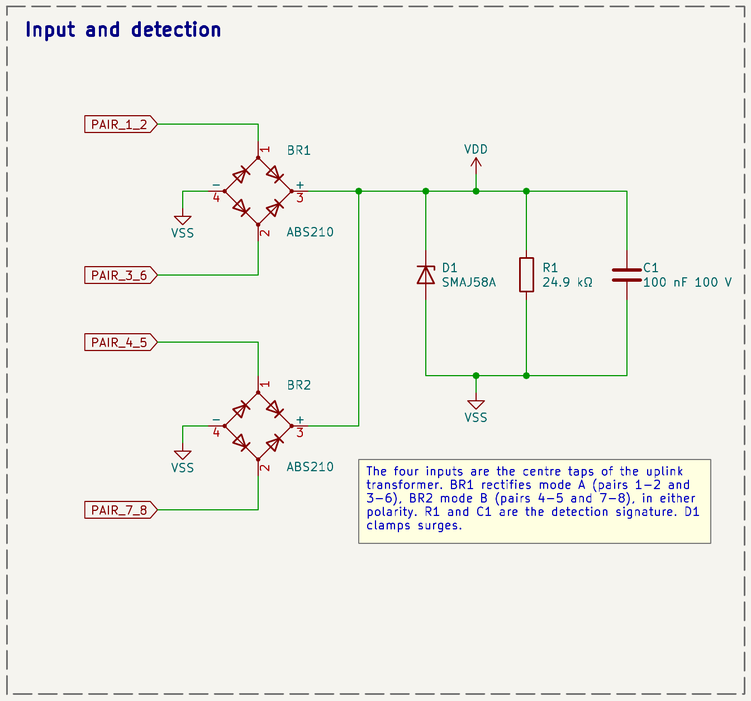 Input and detection
PAIR_1_2
1
BR1
VDD
−
4
+
3
VSS
2
ABS210
PAIR_3_6
D1
SMAJ58A
R1
24.9 kΩ
C1
100 nF 100 V
PAIR_4_5
1
BR2
−
4
+
3
VSS
VSS
2
ABS210
PAIR_7_8
The four inputs are the centre taps of the uplink
transformer. BR1 rectifies mode A (pairs 1–2 and
3–6), BR2 mode B (pairs 4–5 and 7–8), in either
polarity. R1 and C1 are the detection signature. D1
clamps surges.